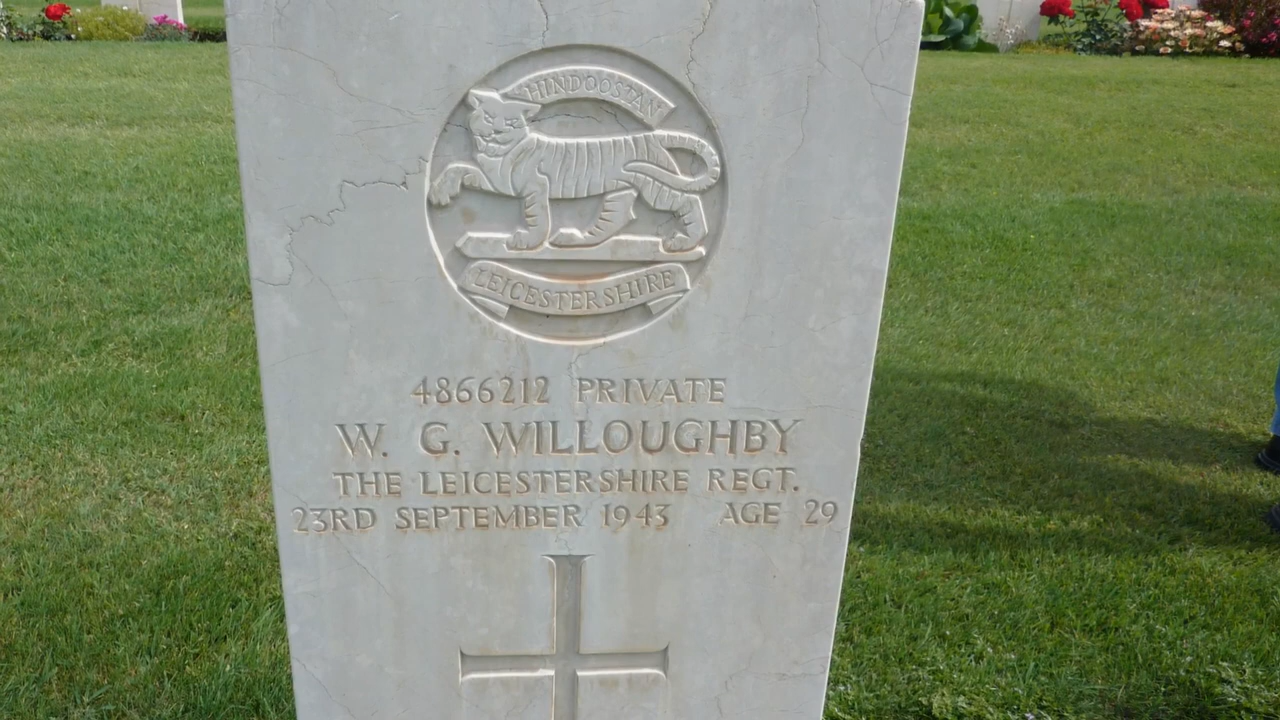 HINDOOSTAN
LEICESTERSHIRE
4866212 PRIVATE
W. G. WILLOUGHBY
THE LEICESTERSHIRE REGT.
23RD SEPTEMBER 1943 AGE 29